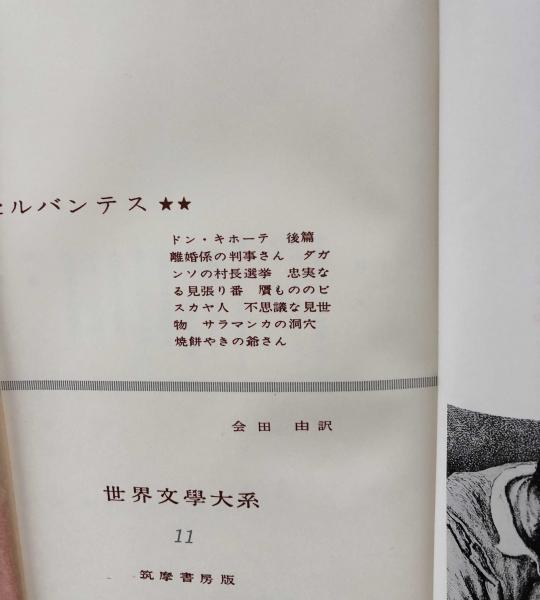 ルバンテス★★
ドン・キホーテ 後篇
離婚係の判事さん ダガ
ンソの村長選挙 忠実な
る見張り番 贋もののビ
スカヤ人 不思議な見世
物 サラマンカの洞穴
焼餅やきの爺さん
会田 由訳
世界文學大系
11
筑摩書房版